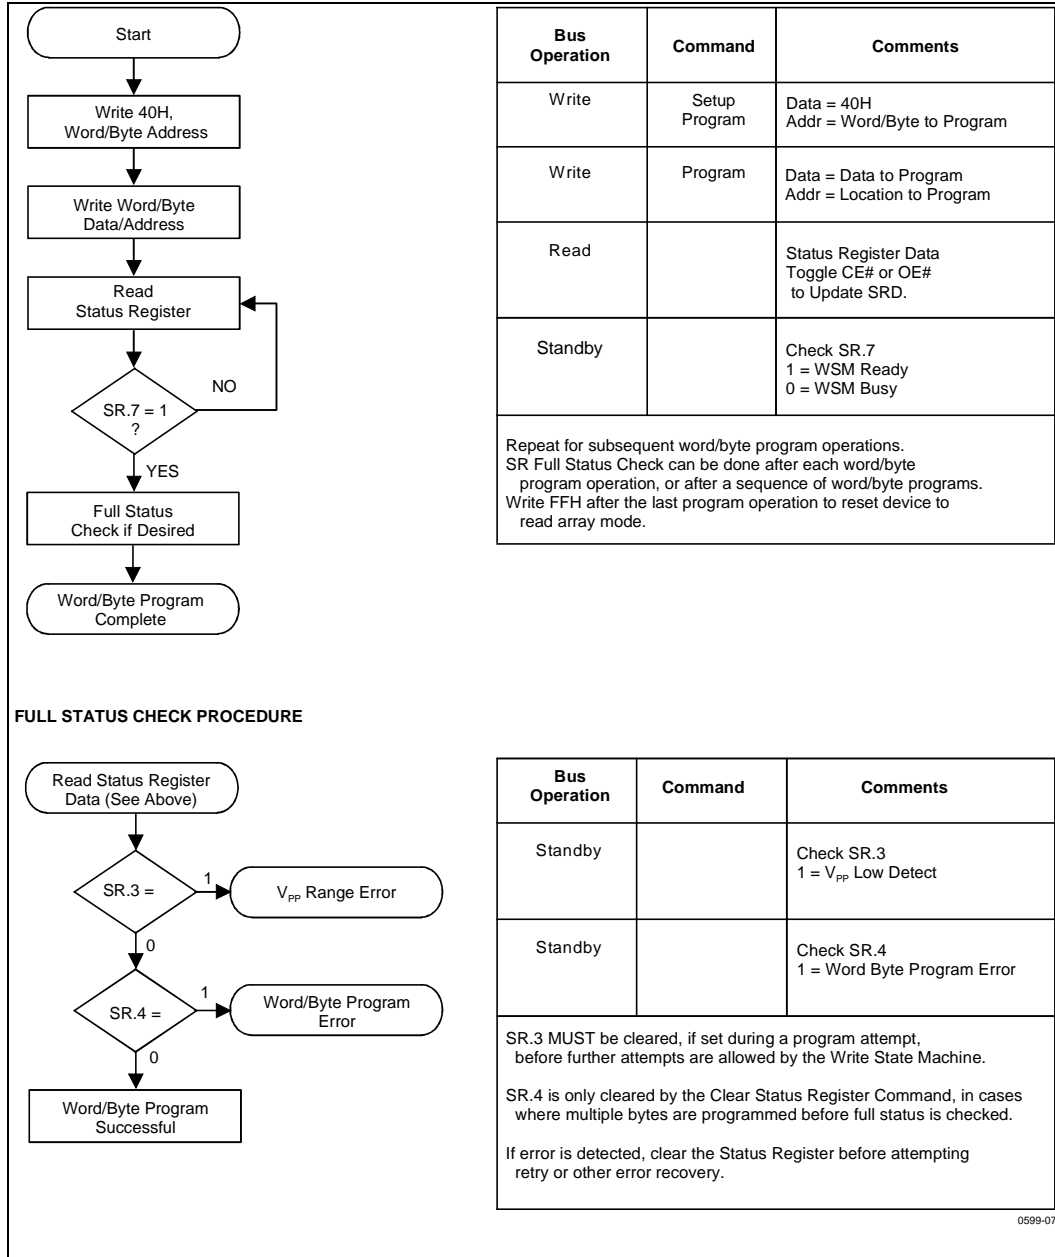 Start
Write 40H,
Word/Byte Address
Write Word/Byte
Data/Address
Read
Status Register
NO
SR.7 = 1
?
YES
Full Status
Check if Desired
Word/Byte Program
Complete
Bus
Operation
Command
Comments
Write
Setup
Program
Data = 40H
Addr = Word/Byte to Program
Write
Program
Data = Data to Program
Addr = Location to Program
Read
Status Register Data
Toggle CE# or OE#
to Update SRD.
Standby
Check SR.7
1 = WSM Ready
0 = WSM Busy
Repeat for subsequent word/byte program operations.
SR Full Status Check can be done after each word/byte
program operation, or after a sequence of word/byte programs.
Write FFH after the last program operation to reset device to
read array mode.
FULL STATUS CHECK PROCEDURE
Read Status Register
Data (See Above)
SR.3 =
1
VPP Range Error
0
SR.4 =
1
Word/Byte Program
Error
0
Word/Byte Program
Successful
Bus
Operation
Command
Comments
Standby
Check SR.3
1 = VPP Low Detect
Standby
Check SR.4
1 = Word Byte Program Error
SR.3 MUST be cleared, if set during a program attempt,
before further attempts are allowed by the Write State Machine.
SR.4 is only cleared by the Clear Status Register Command, in cases
where multiple bytes are programmed before full status is checked.
If error is detected, clear the Status Register before attempting
retry or other error recovery.
0599-07